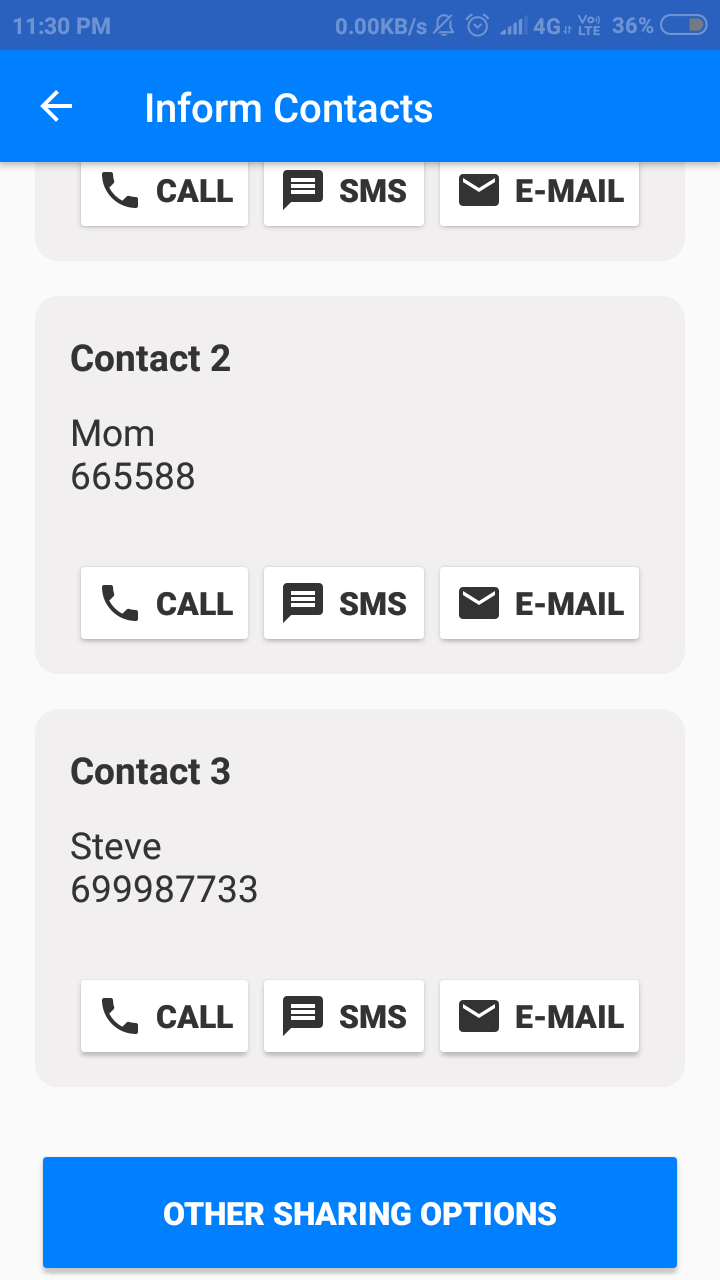 11:30 PM 0.00KB/s 4G Vo) LTE 36%
Inform Contacts
CALL SMS E-MAIL
Contact 2
Mom
665588
CALL SMS E-MAIL
Contact 3
Steve
699987733
CALL SMS E-MAIL
OTHER SHARING OPTIONS